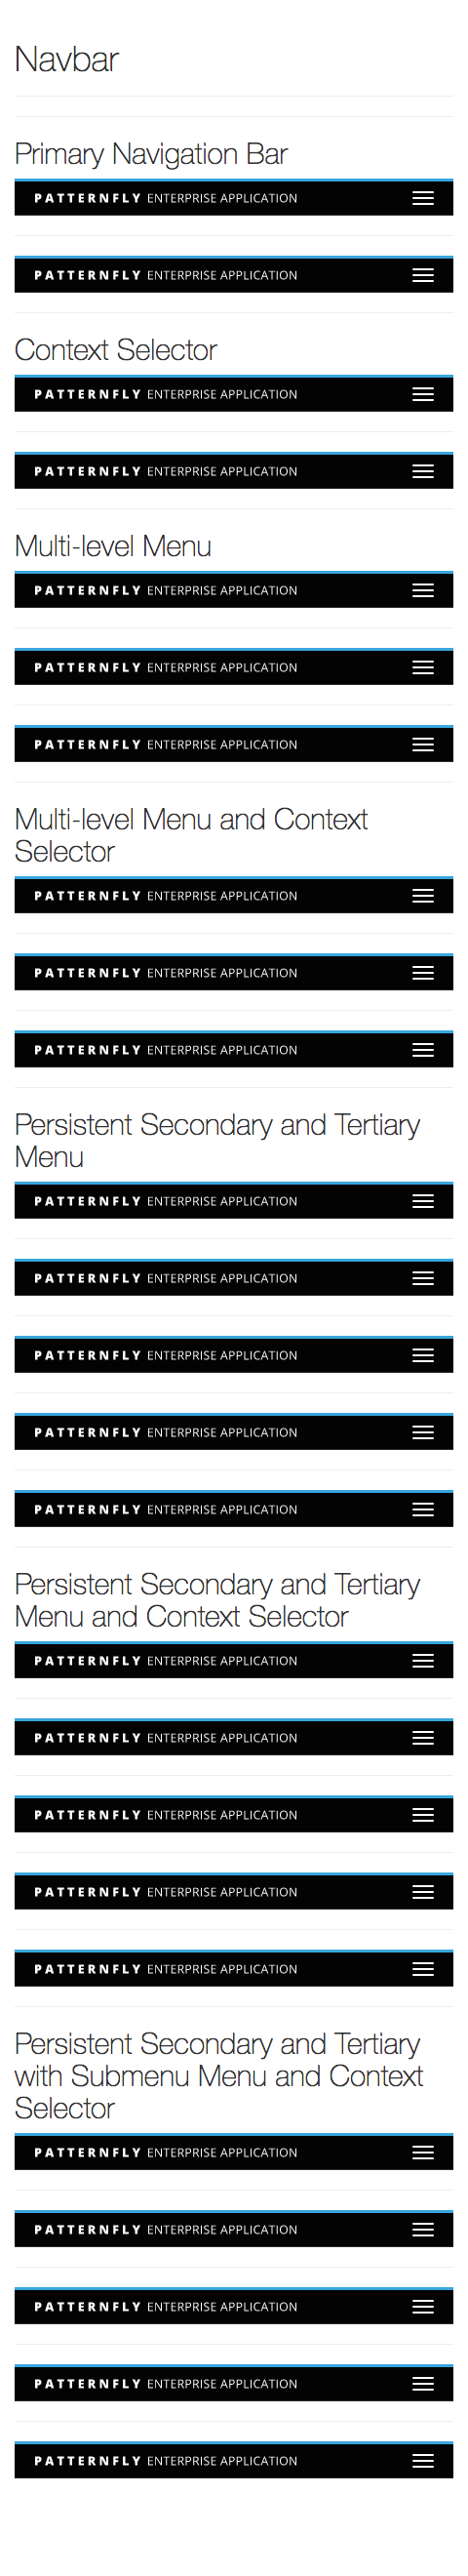 Navbar
Primary Navigation Bar
PATTERNFLY ENTERPRISE APPLICATION
PATTERNFLY ENTERPRISE APPLICATION
Context Selector
PATTERNFLY ENTERPRISE APPLICATION
PATTERNFLY ENTERPRISE APPLICATION
Multi-level Menu
PATTERNFLY ENTERPRISE APPLICATION
PATTERNFLY ENTERPRISE APPLICATION
PATTERNFLY ENTERPRISE APPLICATION
Multi-level Menu and Context
Selector
PATTERNFLY ENTERPRISE APPLICATION
PATTERNFLY ENTERPRISE APPLICATION
PATTERNFLY ENTERPRISE APPLICATION
Persistent Secondary and Tertiary
Menu
PATTERNFLY ENTERPRISE APPLICATION
PATTERNFLY ENTERPRISE APPLICATION
PATTERNFLY ENTERPRISE APPLICATION
PATTERNFLY ENTERPRISE APPLICATION
PATTERNFLY ENTERPRISE APPLICATION
Persistent Secondary and Tertiary
Menu and Context Selector
PATTERNFLY ENTERPRISE APPLICATION
PATTERNFLY ENTERPRISE APPLICATION
PATTERNFLY ENTERPRISE APPLICATION
PATTERNFLY ENTERPRISE APPLICATION
PATTERNFLY ENTERPRISE APPLICATION
Persistent Secondary and Tertiary
with Submenu Menu and Context
Selector
PATTERNFLY ENTERPRISE APPLICATION
PATTERNFLY ENTERPRISE APPLICATION
PATTERNFLY ENTERPRISE APPLICATION
PATTERNFLY ENTERPRISE APPLICATION
PATTERNFLY ENTERPRISE APPLICATION